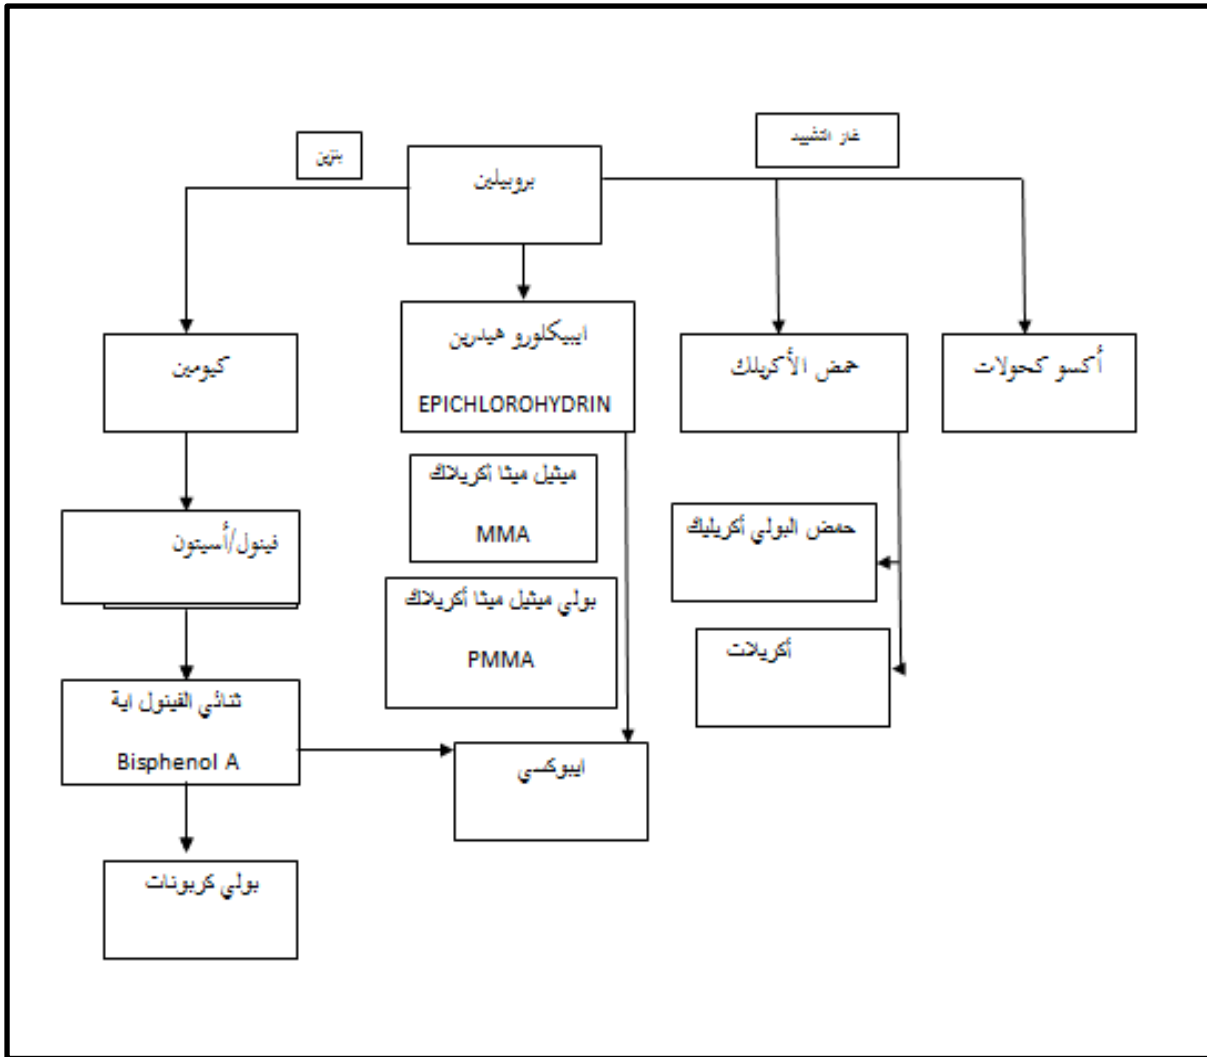 غاز التشييد
بنزين
بروبيلين
ايبيكلورو هيدرين
EPICHLOROHYDRIN
كيومين
حمض الأكريلك
أكسو كحولات
ميثيل ميثا أكريلاك
MMA
فينول/أسيتون
حمض البولي أكريليك
بولي ميثيل ميثا أكريلاك
PMMA
أكريلات
ثنائي الفينول اية
Bisphenol A
ايبوكسي
بولي كربونات